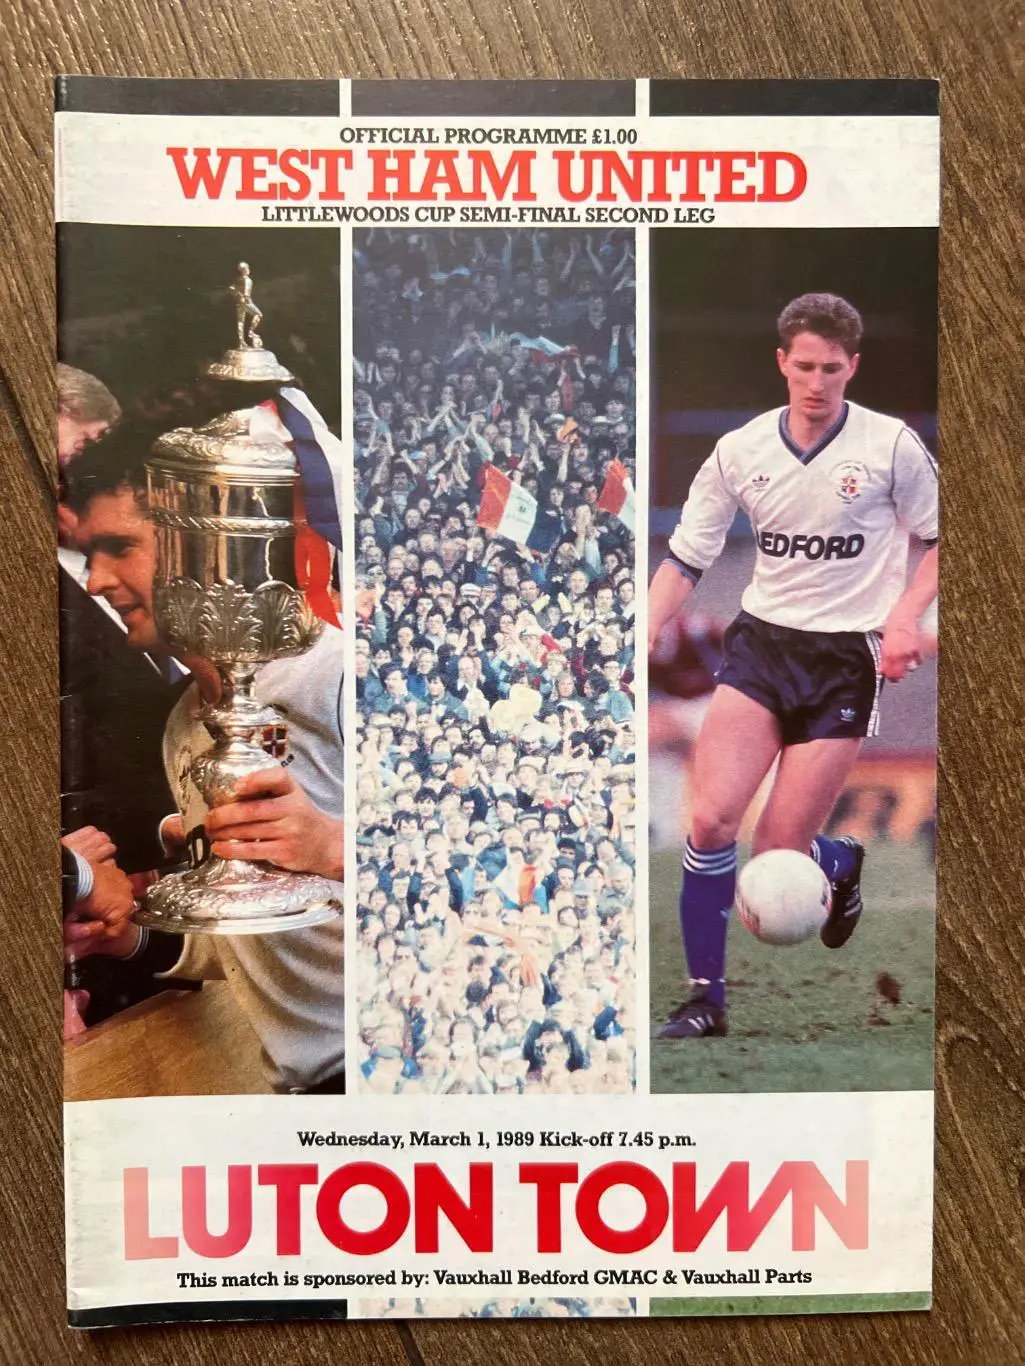 OFFICIAL PROGRAMME £1.00
WEST HAM UNITED
LITTLEWOODS CUP SEMI-FINAL SECOND LEG
BEDFORD
Wednesday, March 1, 1989 Kick-off 7.45 p.m.
LUTON TOWN
This match is sponsored by: Vauxhall Bedford GMAC & Vauxhall Parts